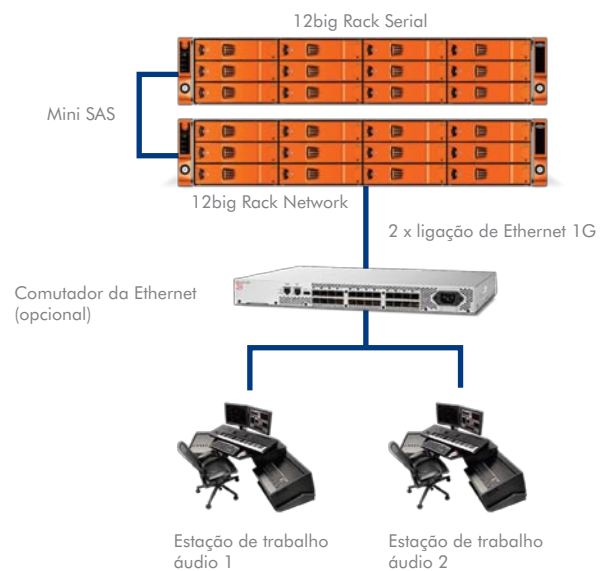 12big Rack Serial
Mini SAS
12big Rack Network
2 x ligação de Ethernet 1G
Comutador da Ethernet
(opcional)
Estação de trabalho
áudio 1
Estação de trabalho
áudio 2